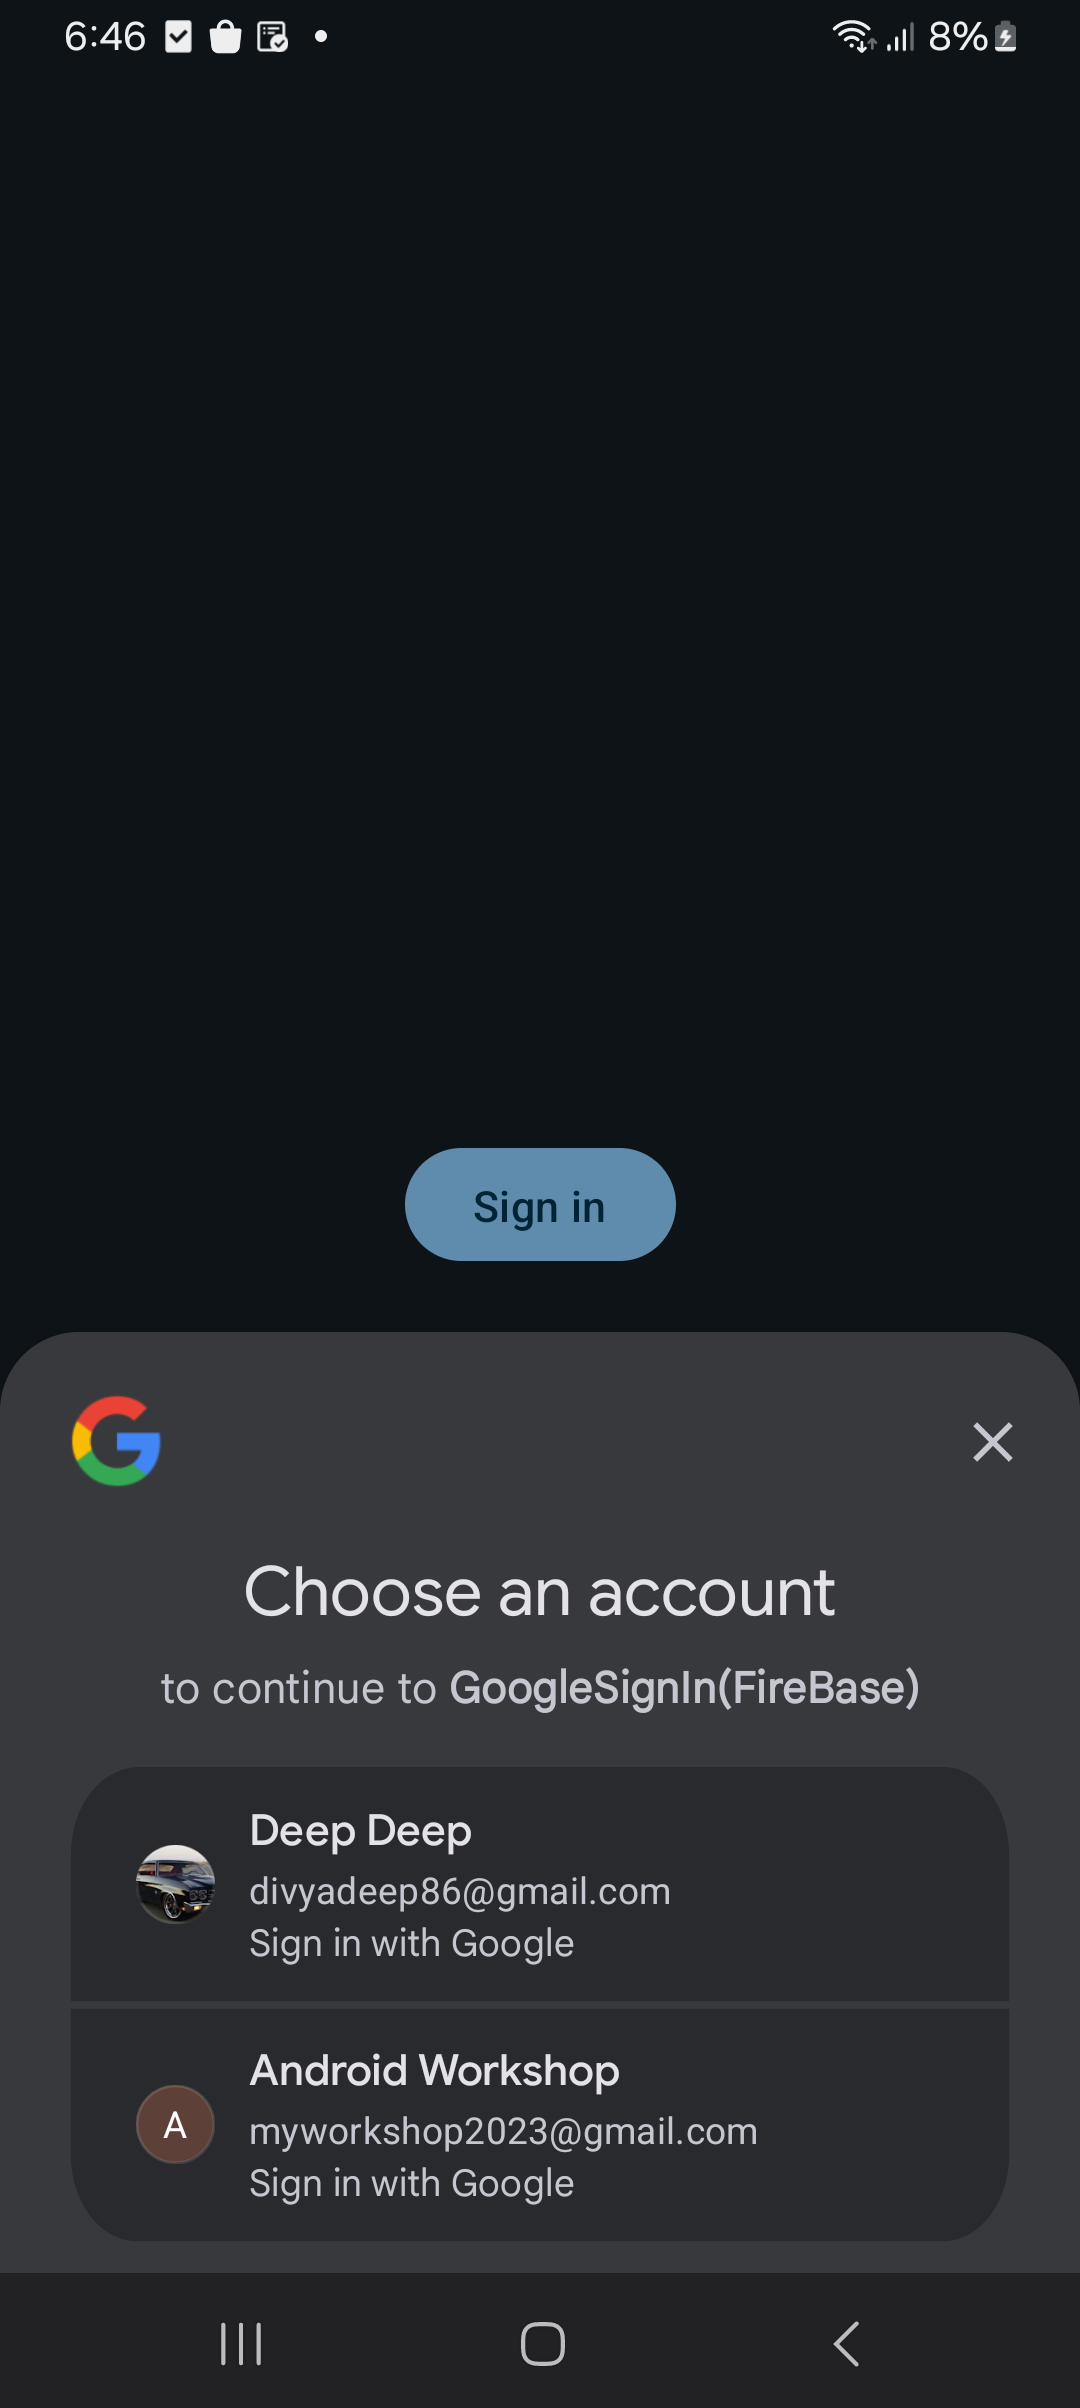 6:46
8%
Sign in
Choose an account
to continue to GoogleSignIn(FireBase)
Deep Deep
divyadeep86@gmail.com
Sign in with Google
Android Workshop
A
myworkshop2023@gmail.com
Sign in with Google